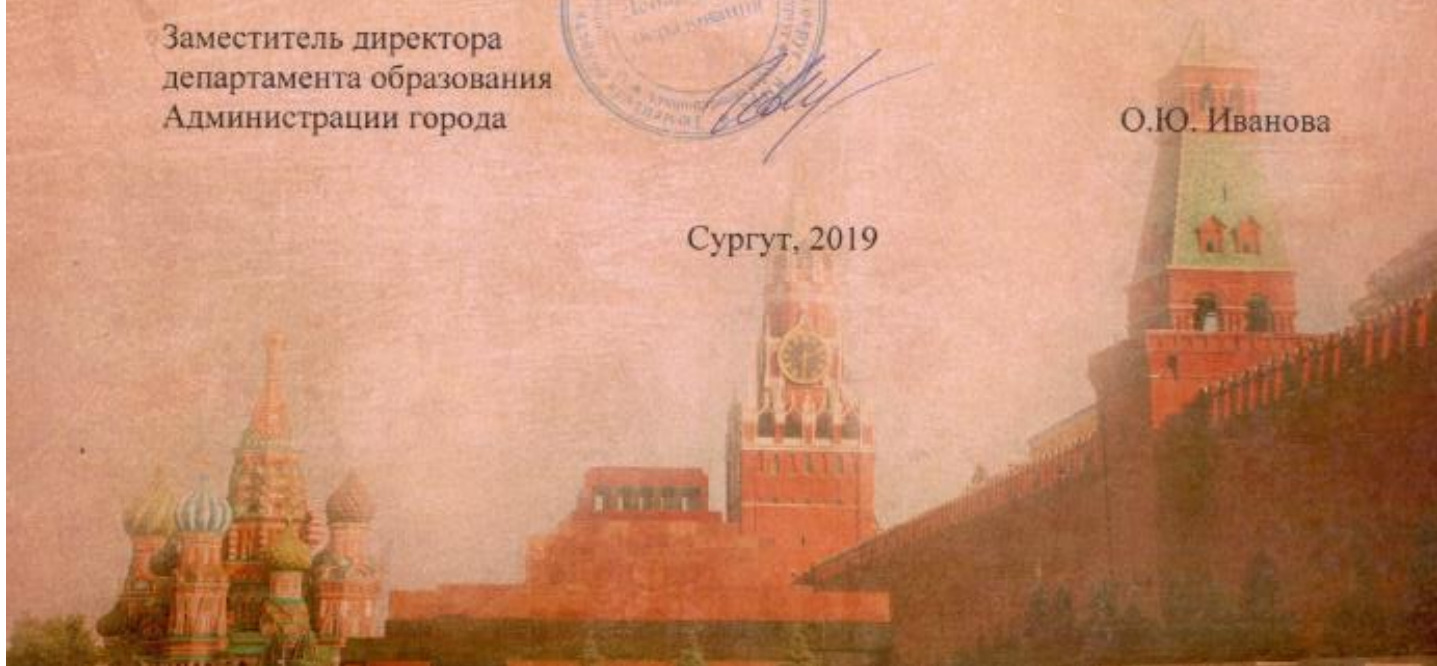 Заместитель директора
департамента образования
Администрации города
О.Ю. Иванова
Сургут, 2019